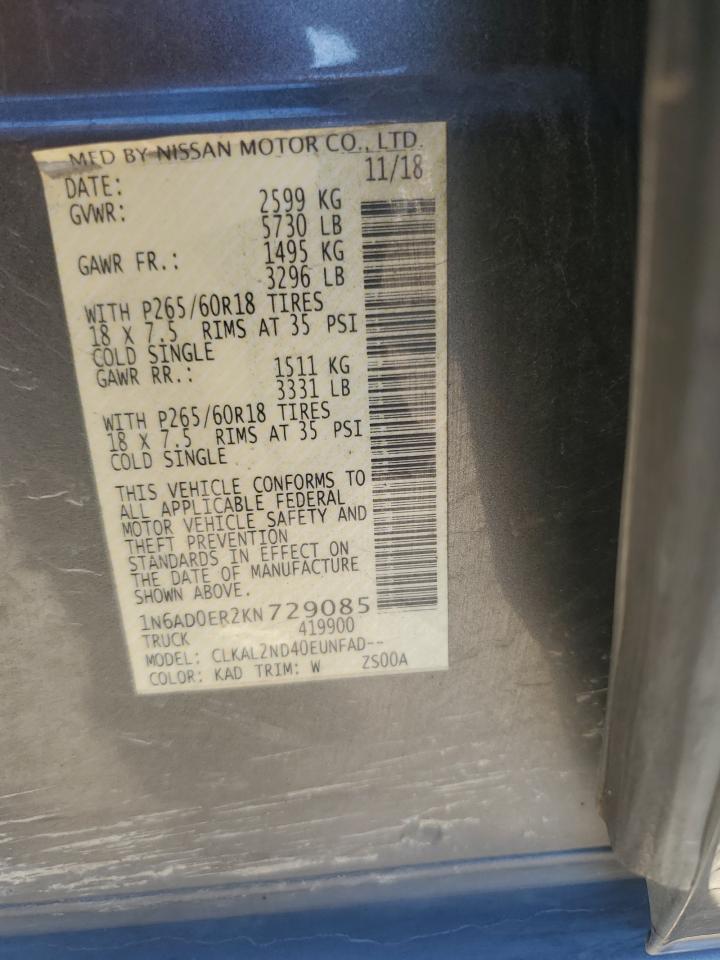 MFD BY NISSAN MOTOR CO., LTD.
DATE: 11/18
GVWR: 2599 KG
5730 LB
GAWR FR.: 1495 KG
3296 LB
WITH P265/60R18 TIRES
18 X 7.5 RIMS AT 35 PSI
COLD SINGLE
GAWR RR.: 1511 KG
3331 LB
WITH P265/60R18 TIRES
18 X 7.5 RIMS AT 35 PSI
COLD SINGLE
THIS VEHICLE CONFORMS TO
ALL APPLICABLE FEDERAL
MOTOR VEHICLE SAFETY AND
THEFT PREVENTION
STANDARDS IN EFFECT ON
THE DATE OF MANUFACTURE
SHOWN ABOVE.
1N6AD0ER2KN729085
TRUCK 419900
MODEL: CLKAL2ND40EUNFAD--
COLOR: KAD TRIM: W ZS00A